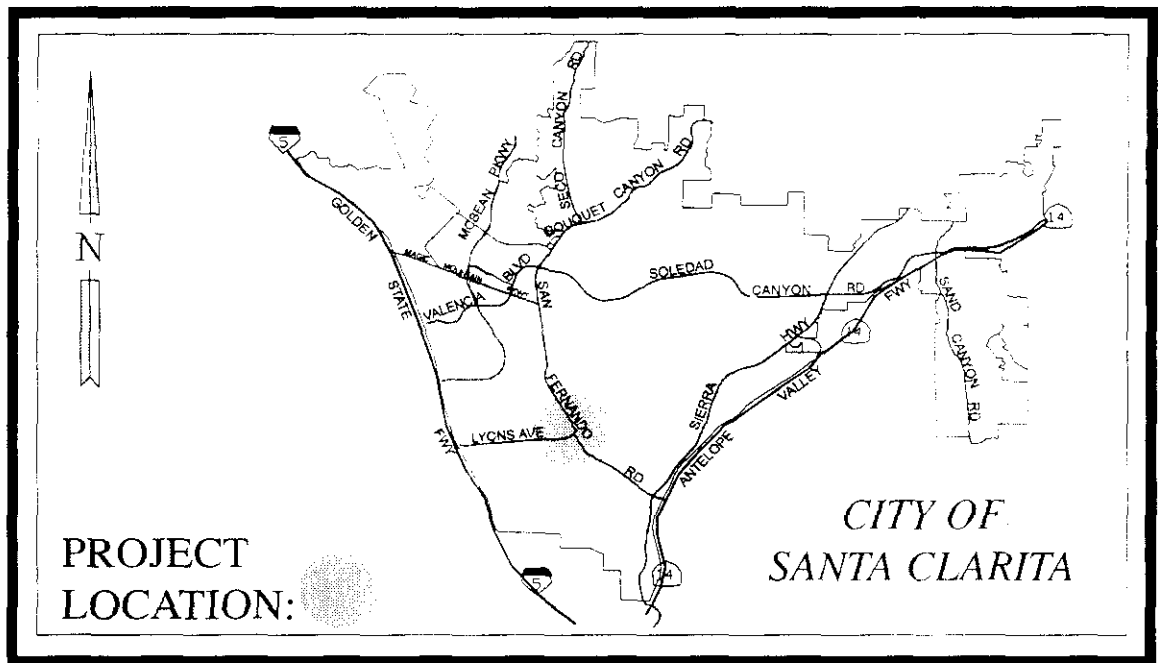 SECO CANYON RD
BOUQUET CANYON RD
MCBEAN PKWY
5
GOLDEN STATE FWY
N
MAGIC MOUNTAIN
VALENCIA BLVD
SAN FERNANDO RD
SOLEDAD CANYON RD
14
SIERRA HWY
14
ANTELOPE VALLEY FWY
SAND CANYON RD
LYONS AVE
CITY OF
SANTA CLARITA
PROJECT
LOCATION:
5
14